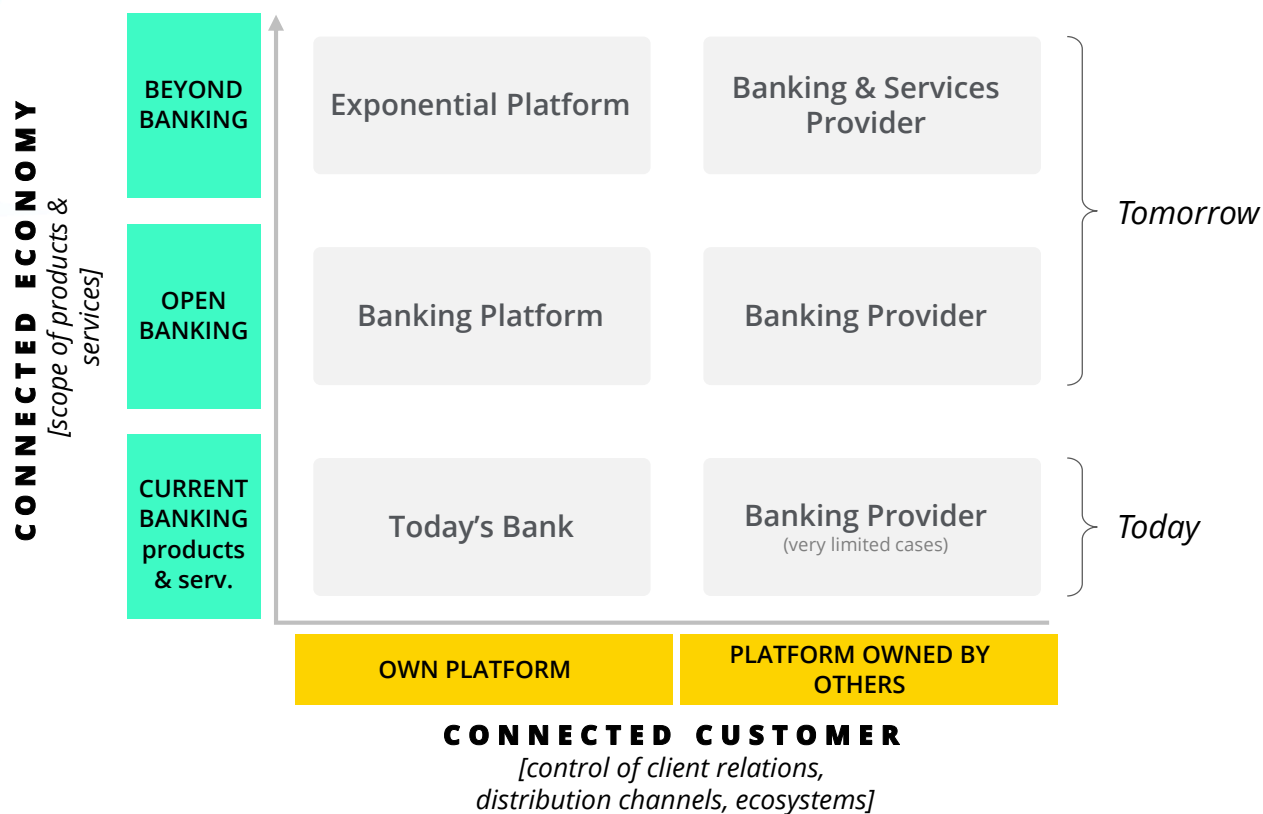 CONNECTED ECONOMY
[scope of products &
services]
BEYOND
BANKING
Exponential Platform
Banking & Services
Provider
Tomorrow
OPEN
BANKING
Banking Platform
Banking Provider
CURRENT
BANKING
products
& serv.
Today’s Bank
Banking Provider
(very limited cases)
Today
OWN PLATFORM
PLATFORM OWNED BY
OTHERS
CONNECTED CUSTOMER
[control of client relations,
distribution channels, ecosystems]